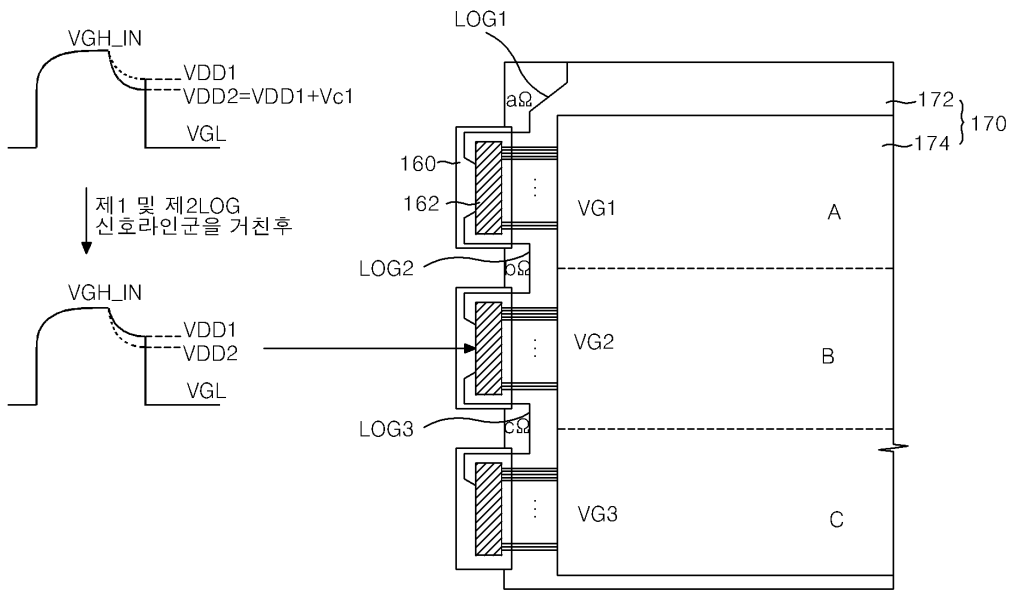 LOG1
VGH_IN
VDD1
VDD2=VDD1+Vc1
VGL
aΩ
172
170
174
160
162
VG1
A
제1 및 제2LOG
신호라인군을 거친후
LOG2
bΩ
VGH_IN
VDD1
VDD2
VGL
VG2
B
LOG3
cΩ
VG3
C